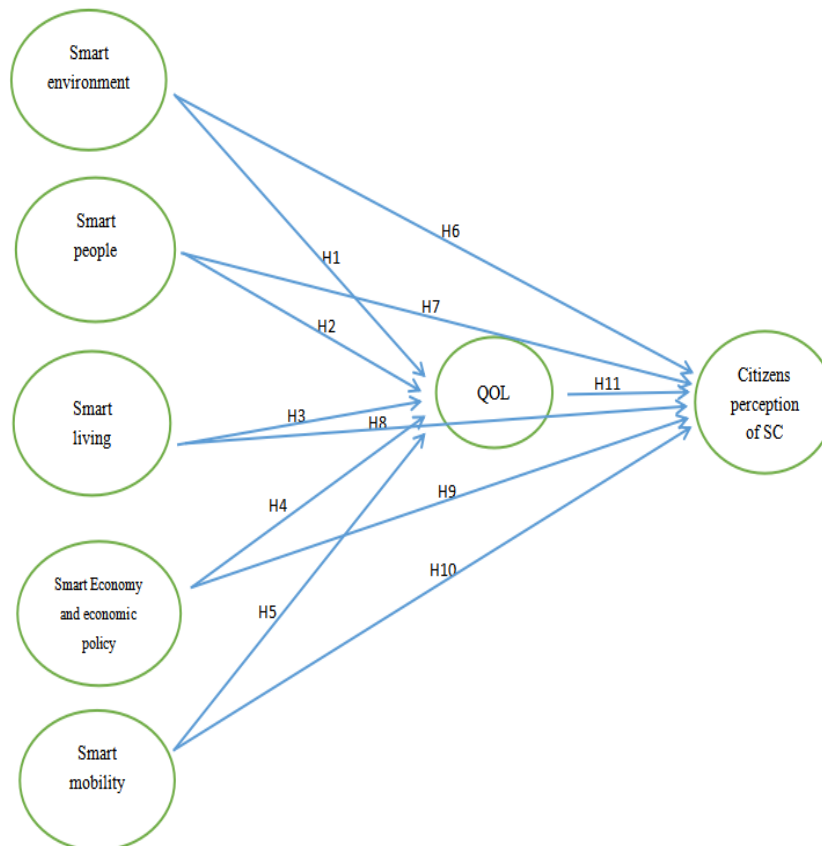 Smart
environment
Smart
people
Smart
living
Smart Economy
and economic
policy
Smart
mobility
H1
H2
H3
H4
H5
H6
H7
H8
H9
H10
QOL
H11
Citizens
perception
of SC